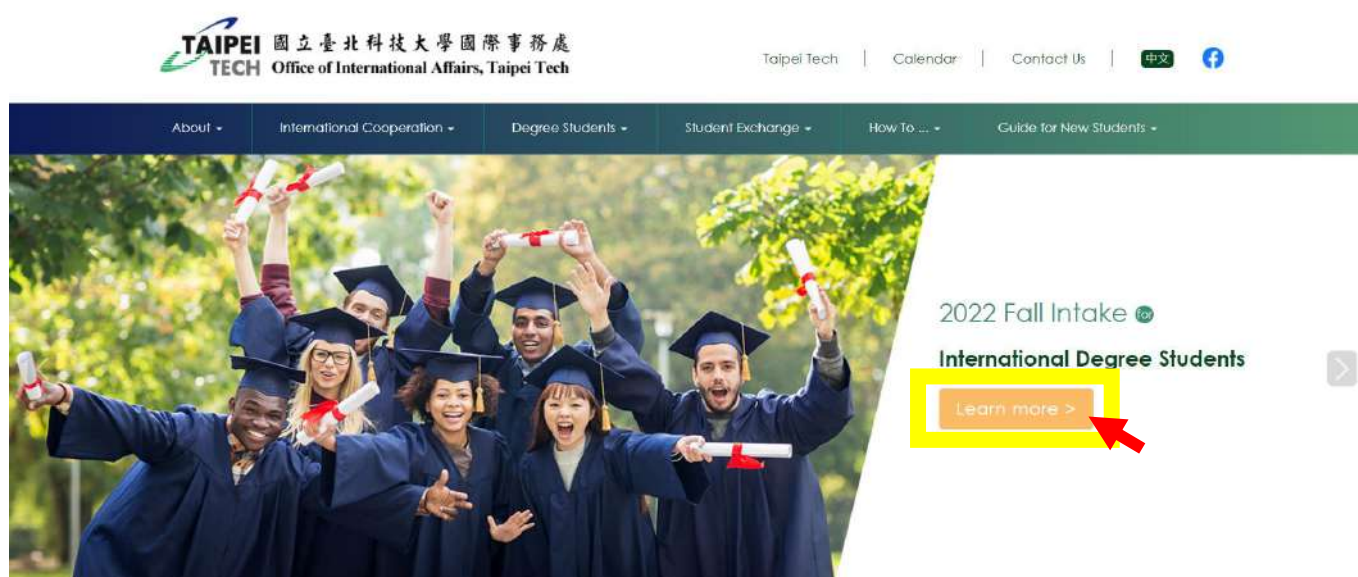 TAIPEI TECH
國立臺北科技大學國際事務處
Office of International Affairs, Taipei Tech
Taipei Tech | Calendar | Contact Us | 中文
About International Cooperation Degree Students Student Exchange How To ... Guide for New Students
2022 Fall Intake for
International Degree Students
Learn more >